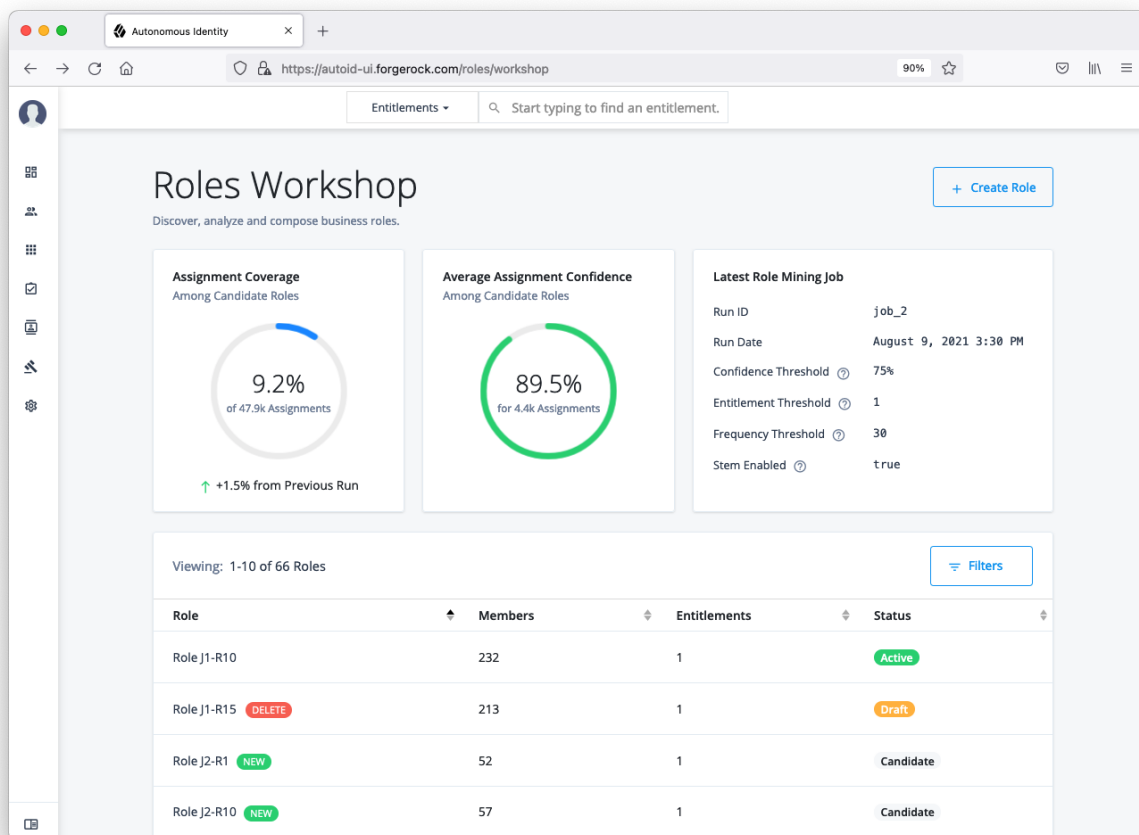 Autonomous Identity
https://autoid-ui.forgerock.com/roles/workshop
90%
Entitlements
Start typing to find an entitlement.
Roles Workshop
+ Create Role
Discover, analyze and compose business roles.
Assignment Coverage
Among Candidate Roles
9.2%
of 47.9k Assignments
+1.5% from Previous Run
Average Assignment Confidence
Among Candidate Roles
89.5%
for 4.4k Assignments
Latest Role Mining Job
Run ID job_2
Run Date August 9, 2021 3:30 PM
Confidence Threshold ? 75%
Entitlement Threshold ? 1
Frequency Threshold ? 30
Stem Enabled ? true
Viewing: 1-10 of 66 Roles
Filters
Role Members Entitlements Status
Role J1-R10 232 1 Active
Role J1-R15 DELETE 213 1 Draft
Role J2-R1 NEW 52 1 Candidate
Role J2-R10 NEW 57 1 Candidate